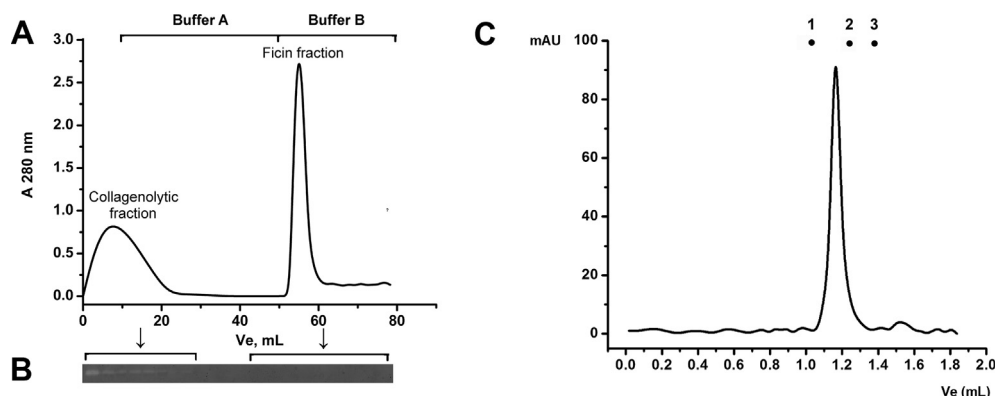 A
Buffer A
Buffer B
3.0
2.5
2.0
1.5
1.0
0.5
0.0
A 280 nm
Ficin fraction
Collagenolytic
fraction
0
20
40
60
80
Ve, mL
B
C
mAU
1
2
3
100
80
60
40
20
0
0.0
0.2
0.4
0.6
0.8
1.0
1.2
1.4
1.6
1.8
2.0
Ve (mL)